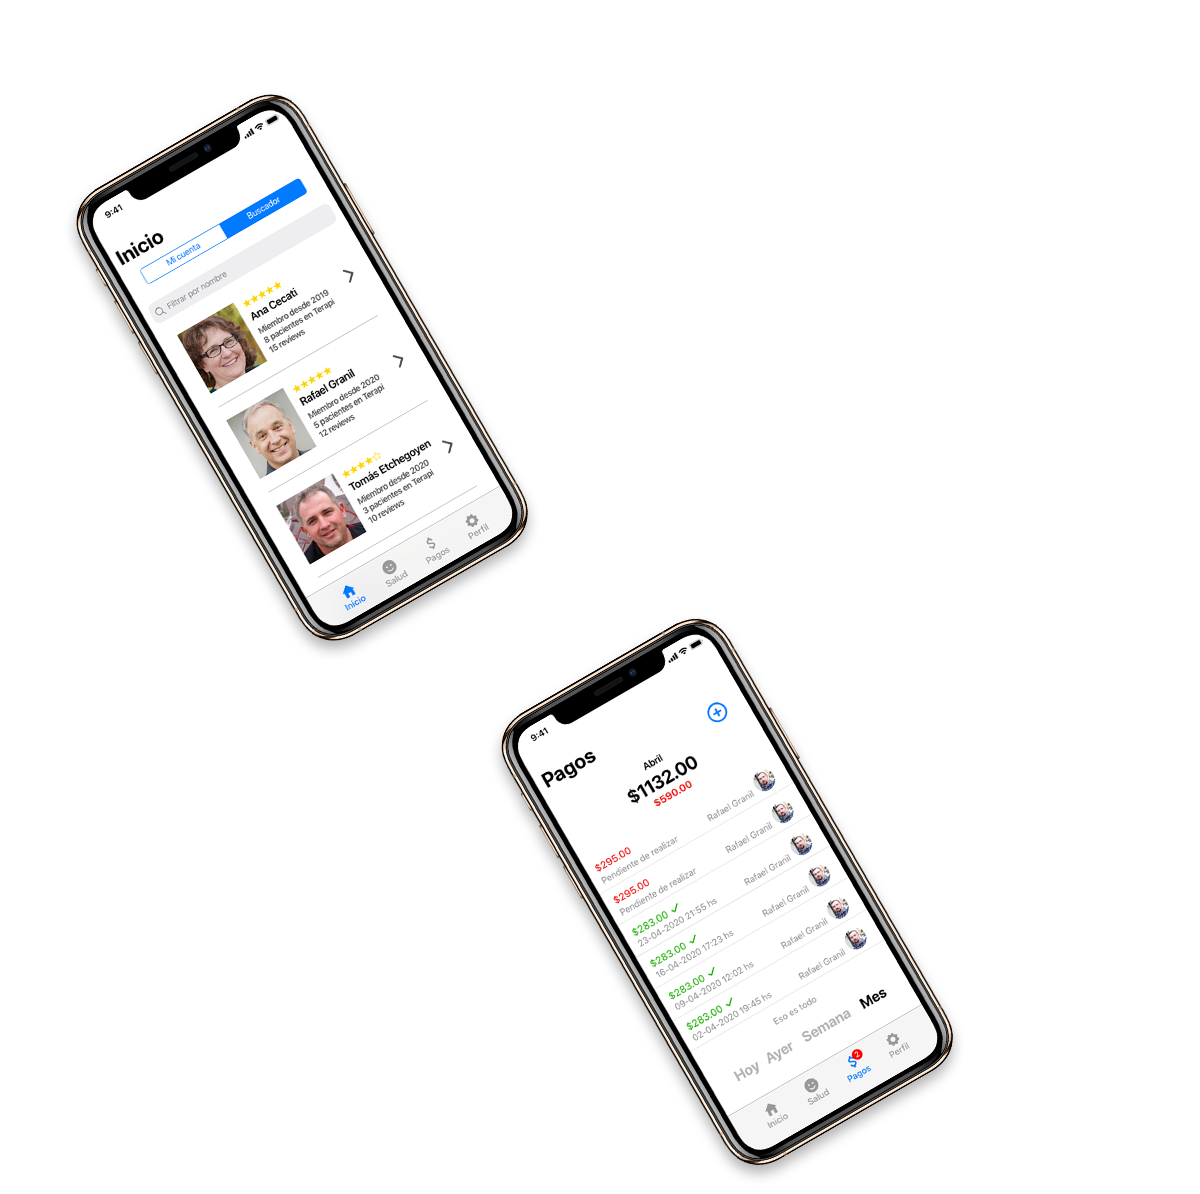 9:41
Inicio
Mi cuenta
Buscador
Filtrar por nombre
Ana Cecati
Miembro desde 2019
8 pacientes en Terapi
15 reviews
Rafael Granil
Miembro desde 2020
5 pacientes en Terapi
12 reviews
Tomás Etchegoyen
Miembro desde 2020
3 pacientes en Terapi
10 reviews
Inicio
Salud
Pagos
Perfil
9:41
Pagos
Abril
$1132.00
$590.00
$295.00
Pendiente de realizar
Rafael Granil
$295.00
Pendiente de realizar
Rafael Granil
$283.00
23-04-2020 21:55 hs
Rafael Granil
$283.00
16-04-2020 17:23 hs
Rafael Granil
$283.00
09-04-2020 12:02 hs
Rafael Granil
$283.00
02-04-2020 19:45 hs
Rafael Granil
Eso es todo
Hoy Ayer Semana Mes
Inicio
Salud
2
Pagos
Perfil